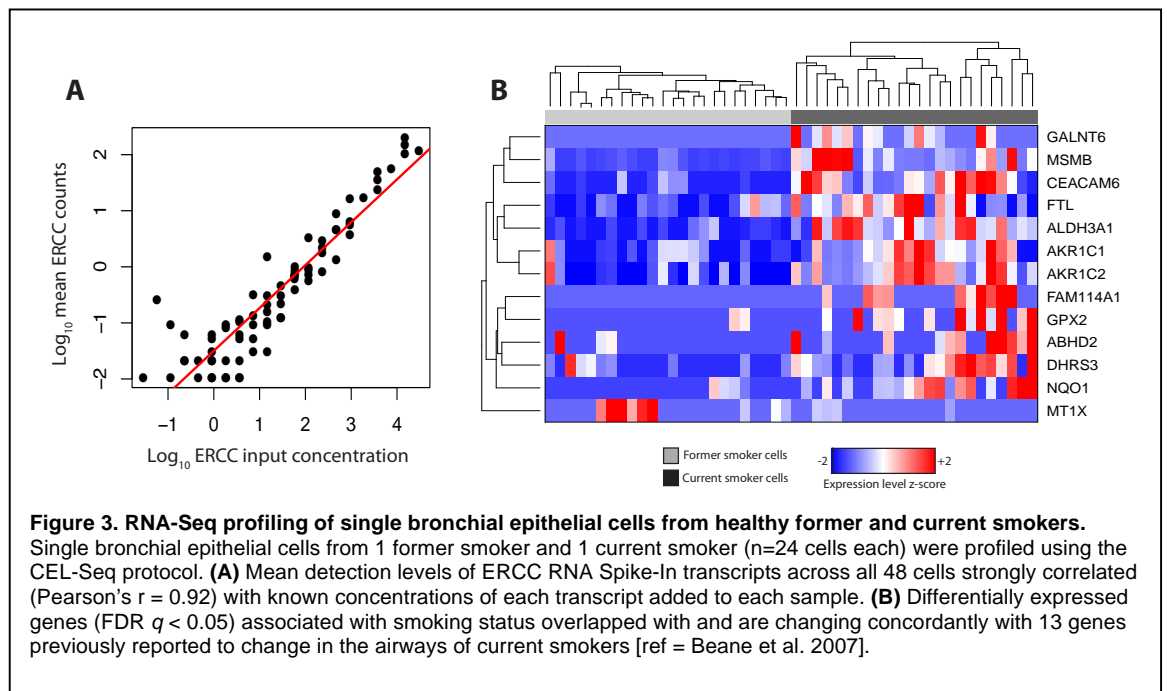 A
B
2
1
0
−1
−2
Log10 mean ERCC counts
−1 0 1 2 3 4
Log10 ERCC input concentration
GALNT6
MSMB
CEACAM6
FTL
ALDH3A1
AKR1C1
AKR1C2
FAM114A1
GPX2
ABHD2
DHRS3
NQO1
MT1X
Former smoker cells
Current smoker cells
-2 +2
Expression level z-score
Figure 3. RNA-Seq profiling of single bronchial epithelial cells from healthy former and current smokers.
Single bronchial epithelial cells from 1 former smoker and 1 current smoker (n=24 cells each) were profiled using the
CEL-Seq protocol. (A) Mean detection levels of ERCC RNA Spike-In transcripts across all 48 cells strongly correlated
(Pearson's r = 0.92) with known concentrations of each transcript added to each sample. (B) Differentially expressed
genes (FDR q < 0.05) associated with smoking status overlapped with and are changing concordantly with 13 genes
previously reported to change in the airways of current smokers [ref = Beane et al. 2007].